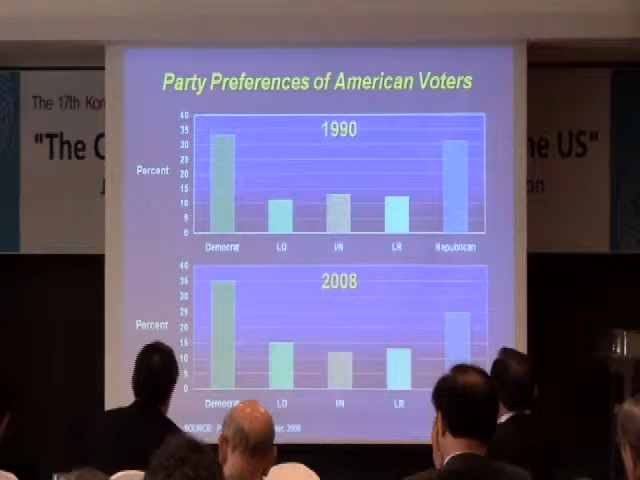 Party Preferences of American Voters
The 17th Kor
"The C
he US"
on
1990
40
35
30
25
20
15
10
5
0
Percent
Democrat LD I/IN LR Republican
2008
40
35
30
25
20
15
10
5
0
Percent
Democrat LD I/IN LR
SOURCE: 2008